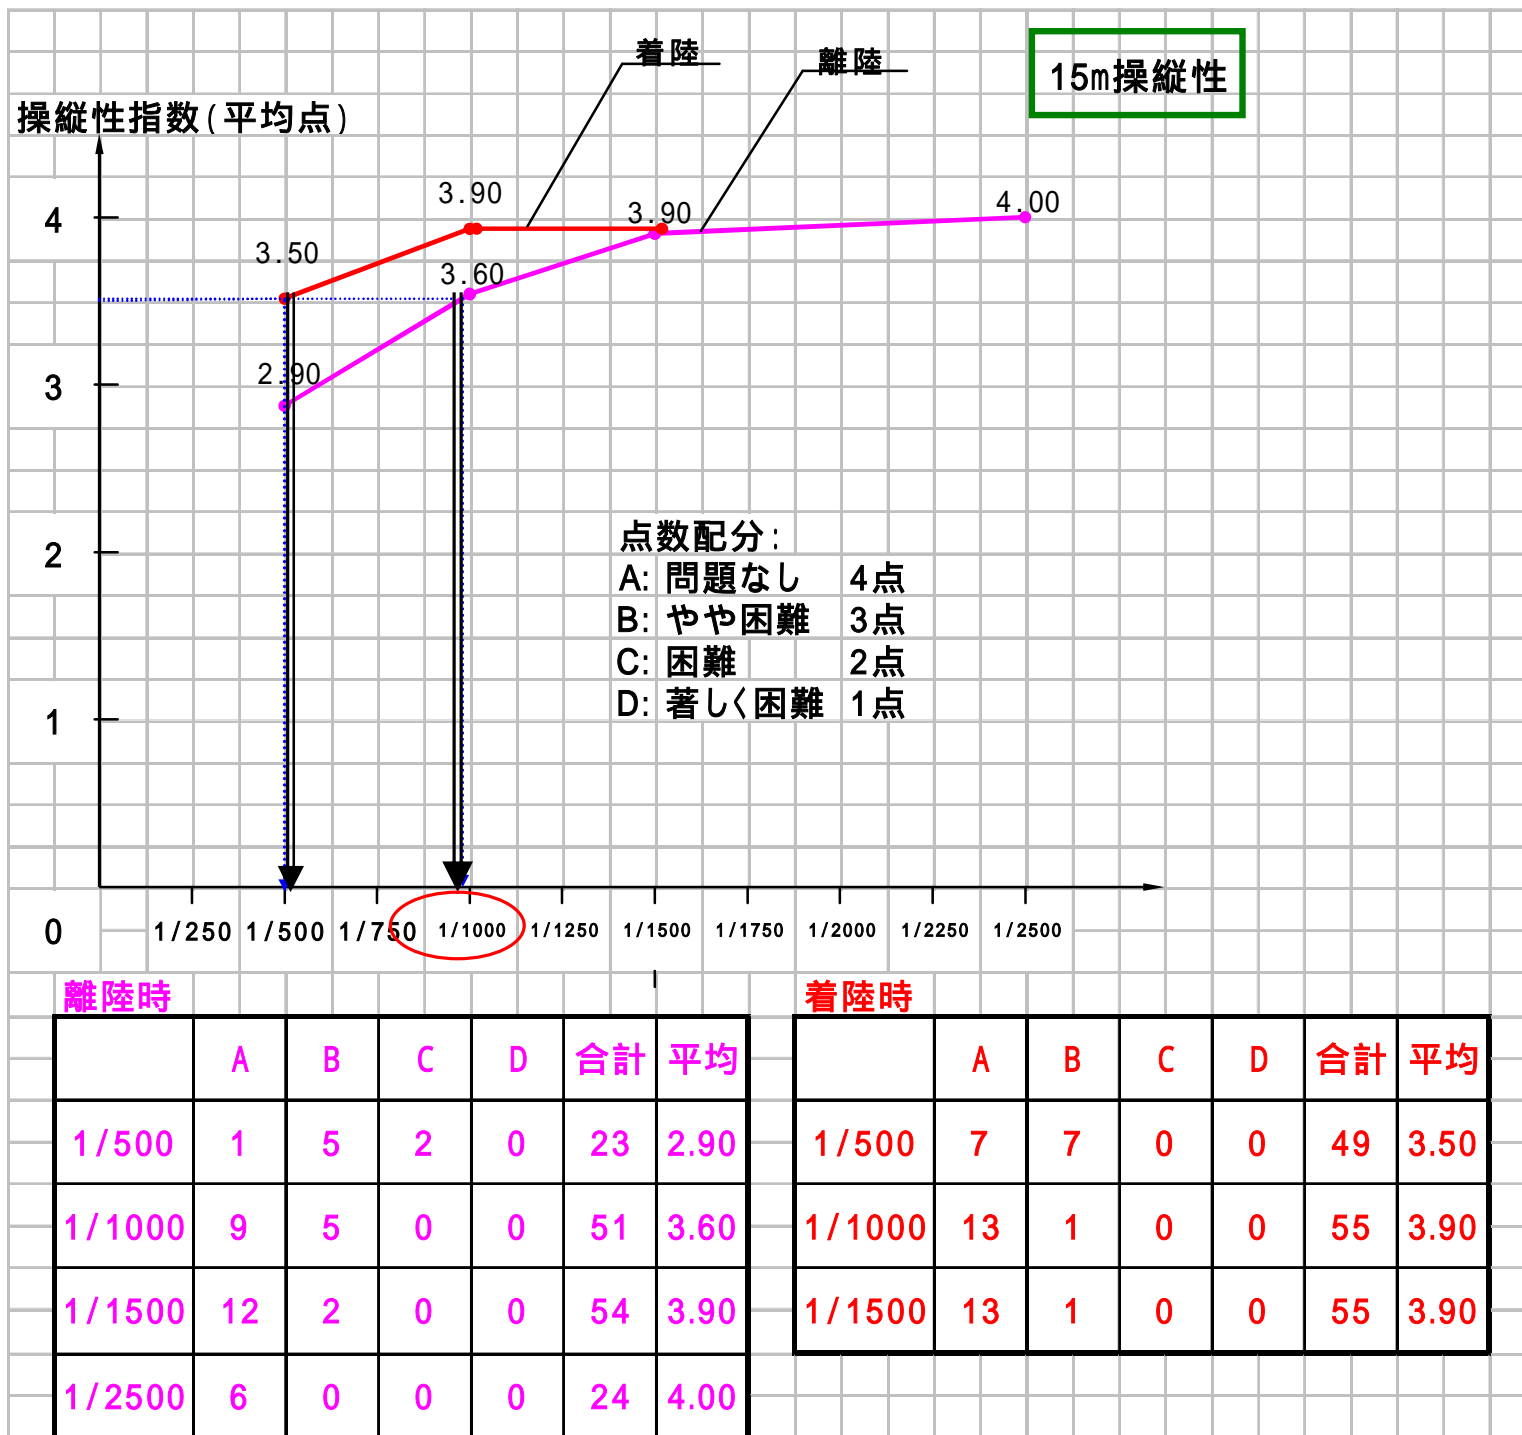 着陸
離陸
15m操縦性
操縦性指数(平均点)
3.90
4.00
3.90
4
3.50
3.60
2.90
3
点数配分:
2
A: 問題なし 4点
B: やや困難 3点
C: 困難 2点
D: 著しく困難 1点
1
0 1/250 1/500 1/750 1/1000 1/1250 1/1500 1/1750 1/2000 1/2250 1/2500
離陸時
A B C D 合計 平均
1/500 1 5 2 0 23 2.90
1/1000 9 5 0 0 51 3.60
1/1500 12 2 0 0 54 3.90
1/2500 6 0 0 0 24 4.00
着陸時
A B C D 合計 平均
1/500 7 7 0 0 49 3.50
1/1000 13 1 0 0 55 3.90
1/1500 13 1 0 0 55 3.90